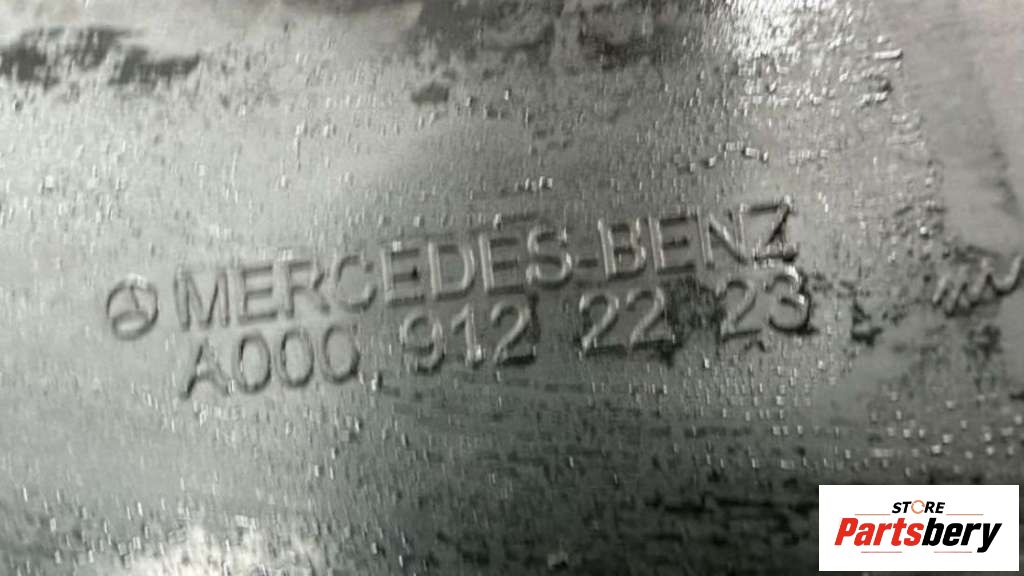 MERCEDES-BENZ
A000 912 22 23
STORE
Partsbery